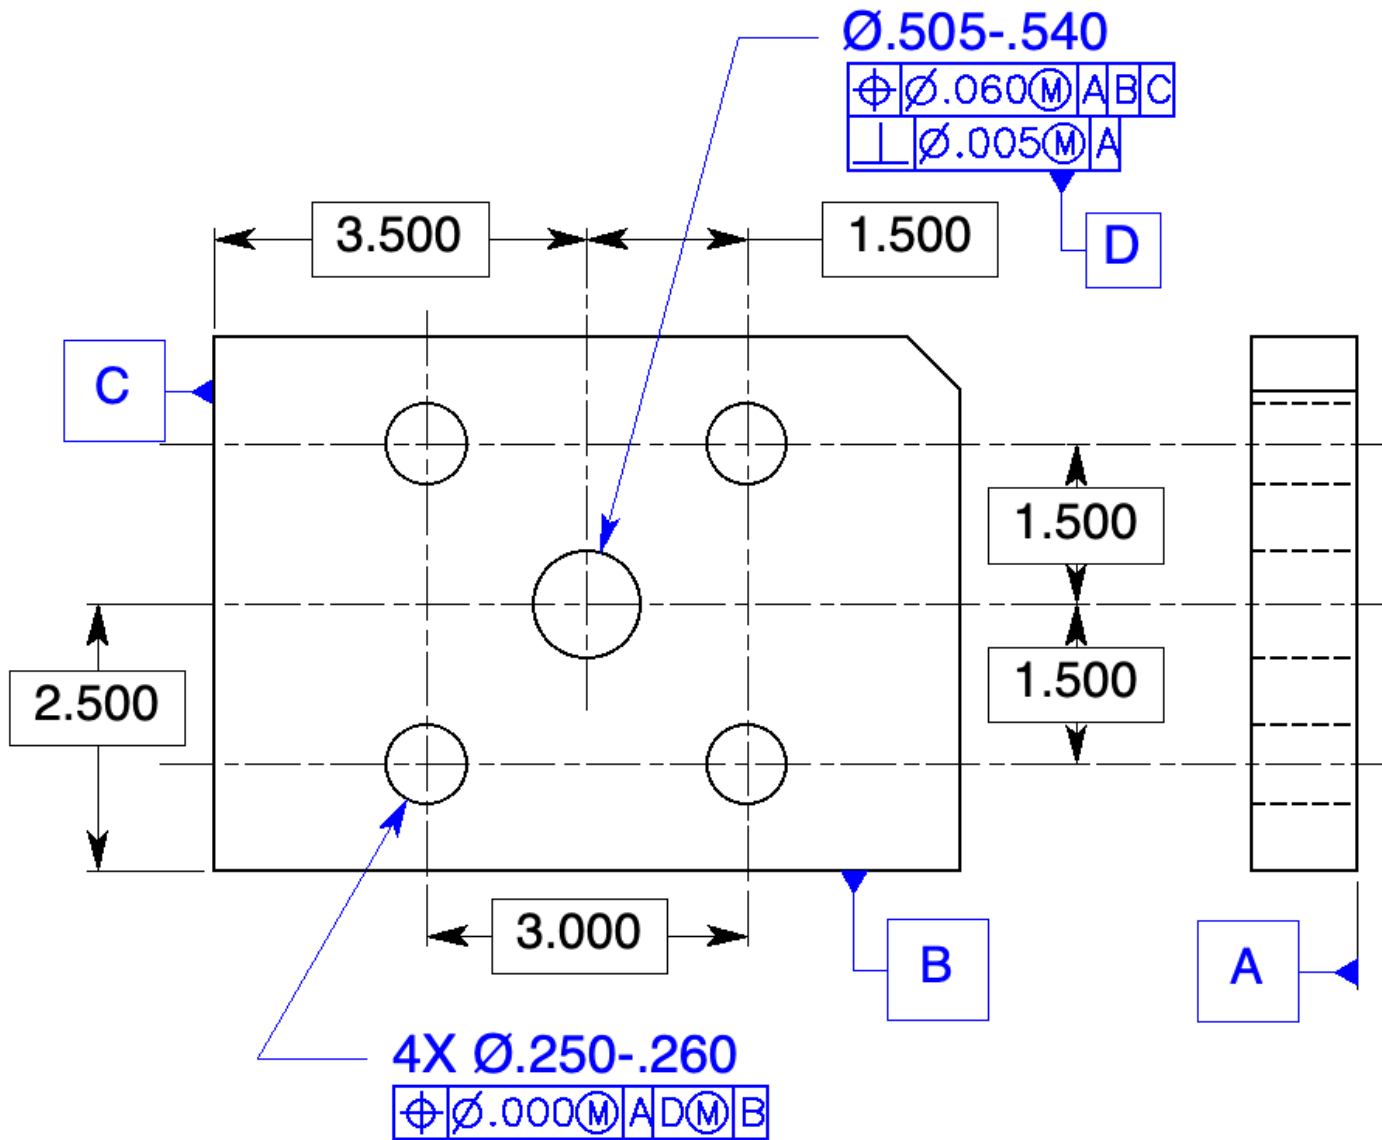 Ø.505-.540
⌖ Ø.060Ⓜ A B C
⊥ Ø.005Ⓜ A
3.500
1.500
D
C
1.500
2.500
1.500
3.000
B
A
4X Ø.250-.260
⌖ Ø.000Ⓜ A DⓂ B